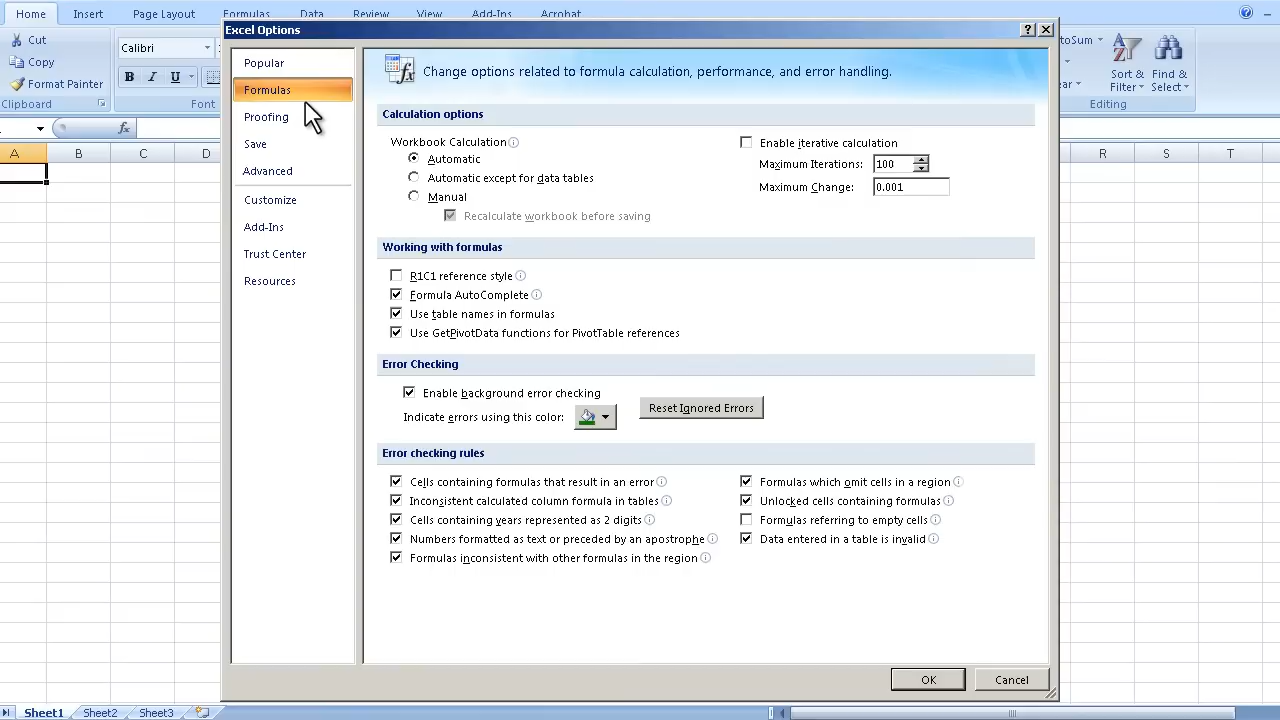 Home Insert Page Layout Formulas Data Review View Add-Ins Acrobat
Excel Options
Cut
Copy
Format Painter
Clipboard
Calibri
B I U
Font
Sort &
Filter
Find &
Select
Editing
fx
A B C D R S T
Popular
Formulas
Proofing
Save
Advanced
Customize
Add-Ins
Trust Center
Resources
Change options related to formula calculation, performance, and error handling.
Calculation options
Workbook Calculation
Automatic
Automatic except for data tables
Manual
Recalculate workbook before saving
Enable iterative calculation
Maximum Iterations: 100
Maximum Change: 0.001
Working with formulas
R1C1 reference style
Formula AutoComplete
Use table names in formulas
Use GetPivotData functions for PivotTable references
Error Checking
Enable background error checking
Indicate errors using this color:
Reset Ignored Errors
Error checking rules
Cells containing formulas that result in an error
Inconsistent calculated column formula in tables
Cells containing years represented as 2 digits
Numbers formatted as text or preceded by an apostrophe
Formulas inconsistent with other formulas in the region
Formulas which omit cells in a region
Unlocked cells containing formulas
Formulas referring to empty cells
Data entered in a table is invalid
OK Cancel
Sheet1 Sheet2 Sheet3